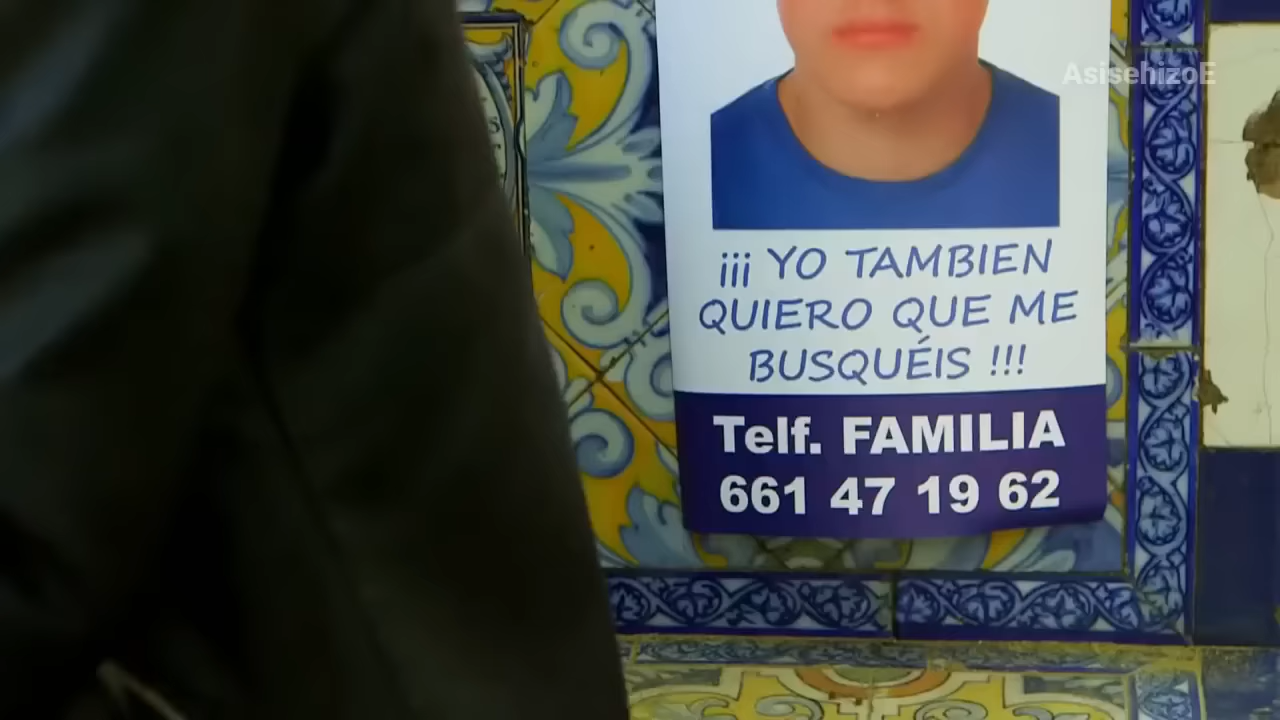 AsisehizoE
¡¡¡ YO TAMBIEN
QUIERO QUE ME
BUSQUÉIS !!!
Telf. FAMILIA
661 47 19 62